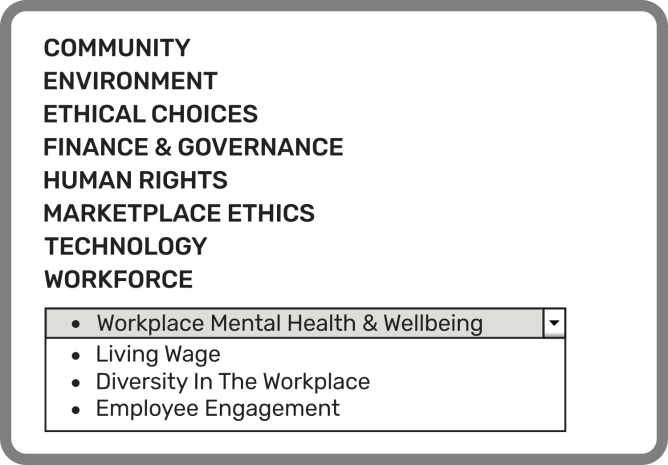 COMMUNITY
ENVIRONMENT
ETHICAL CHOICES
FINANCE & GOVERNANCE
HUMAN RIGHTS
MARKETPLACE ETHICS
TECHNOLOGY
WORKFORCE
• Workplace Mental Health & Wellbeing
• Living Wage
• Diversity In The Workplace
• Employee Engagement